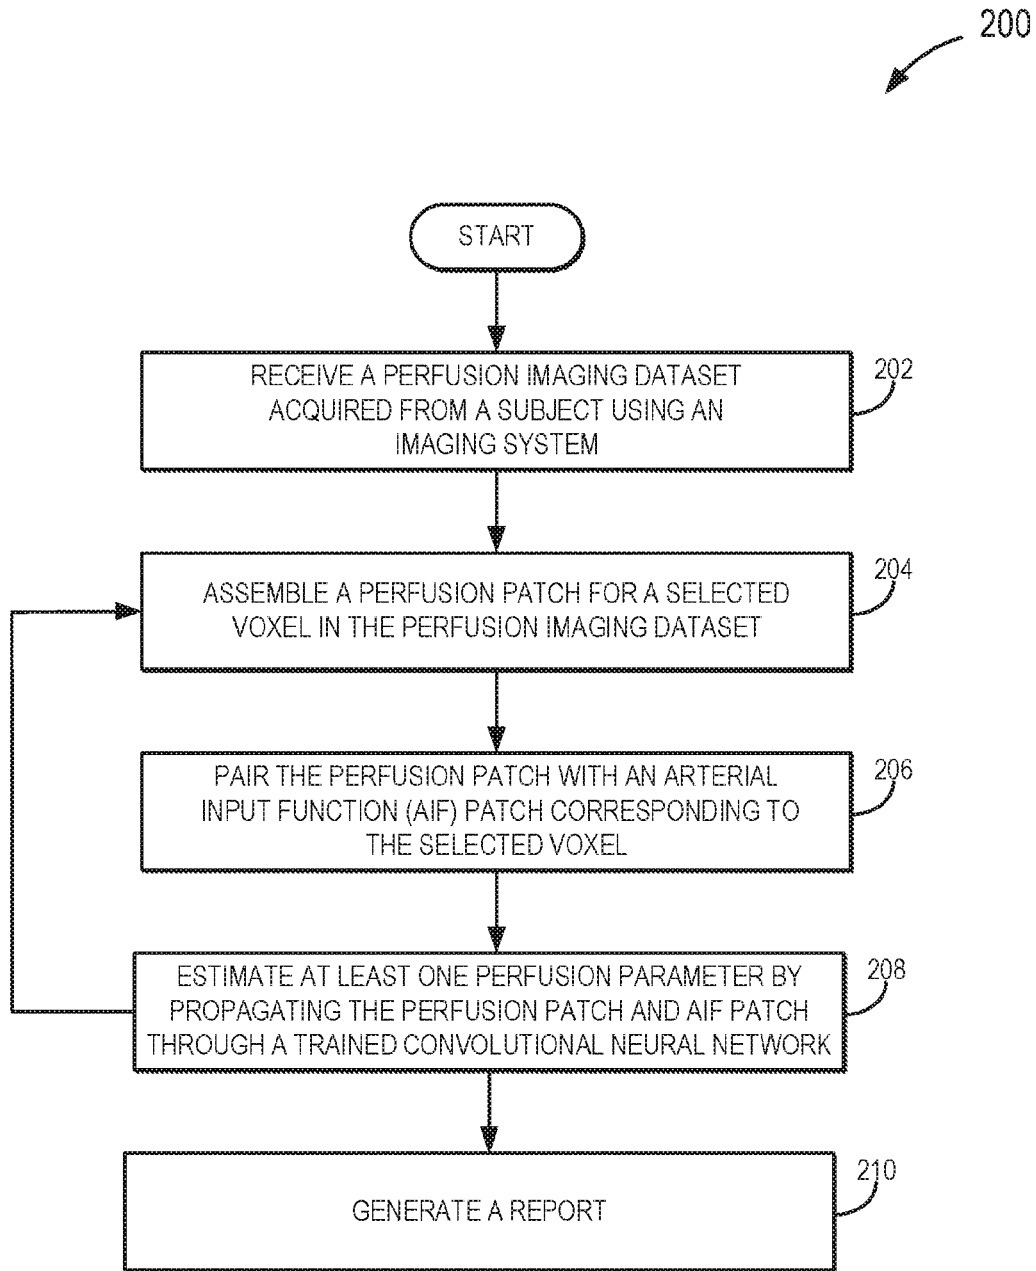 200
START
RECEIVE A PERFUSION IMAGING DATASET
ACQUIRED FROM A SUBJECT USING AN
IMAGING SYSTEM
202
ASSEMBLE A PERFUSION PATCH FOR A SELECTED
VOXEL IN THE PERFUSION IMAGING DATASET
204
PAIR THE PERFUSION PATCH WITH AN ARTERIAL
INPUT FUNCTION (AIF) PATCH CORRESPONDING TO
THE SELECTED VOXEL
206
ESTIMATE AT LEAST ONE PERFUSION PARAMETER BY
PROPAGATING THE PERFUSION PATCH AND AIF PATCH
THROUGH A TRAINED CONVOLUTIONAL NEURAL NETWORK
208
GENERATE A REPORT
210